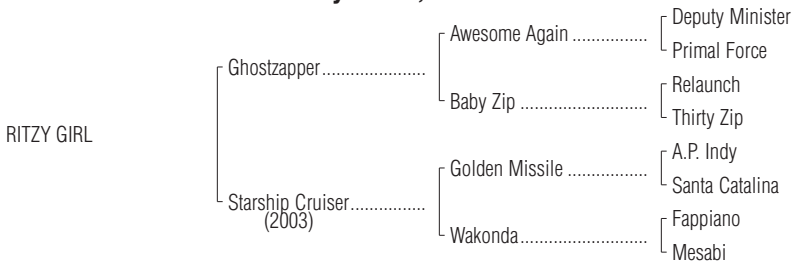 Deputy Minister
Awesome Again ....................
Primal Force
Ghostzapper......................
Relaunch
Baby Zip ..................................
Thirty Zip
RITZY GIRL
A.P. Indy
Golden Missile .....................
Santa Catalina
Starship Cruiser................
(2003)
Fappiano
Wakonda..................................
Mesabi